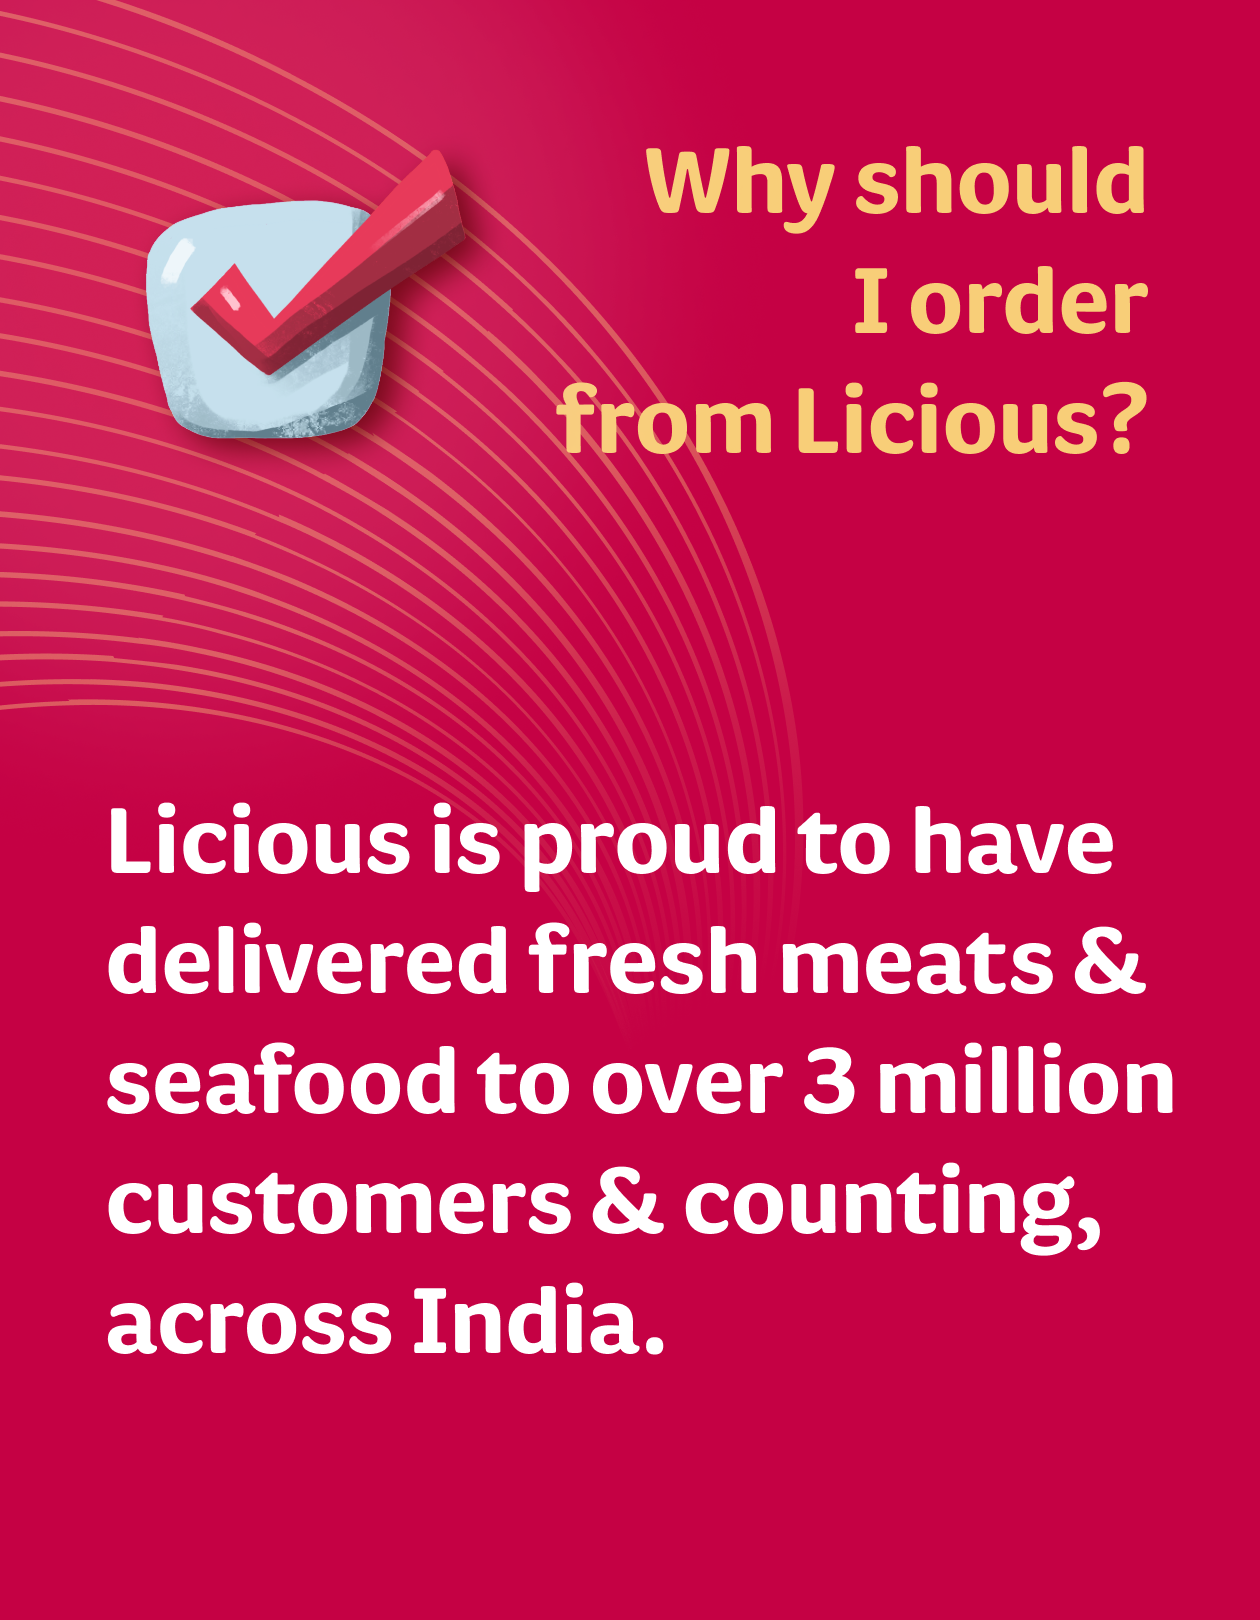 Why should
I order
from Licious?
Licious is proud to have
delivered fresh meats &
seafood to over 3 million
customers & counting,
across India.